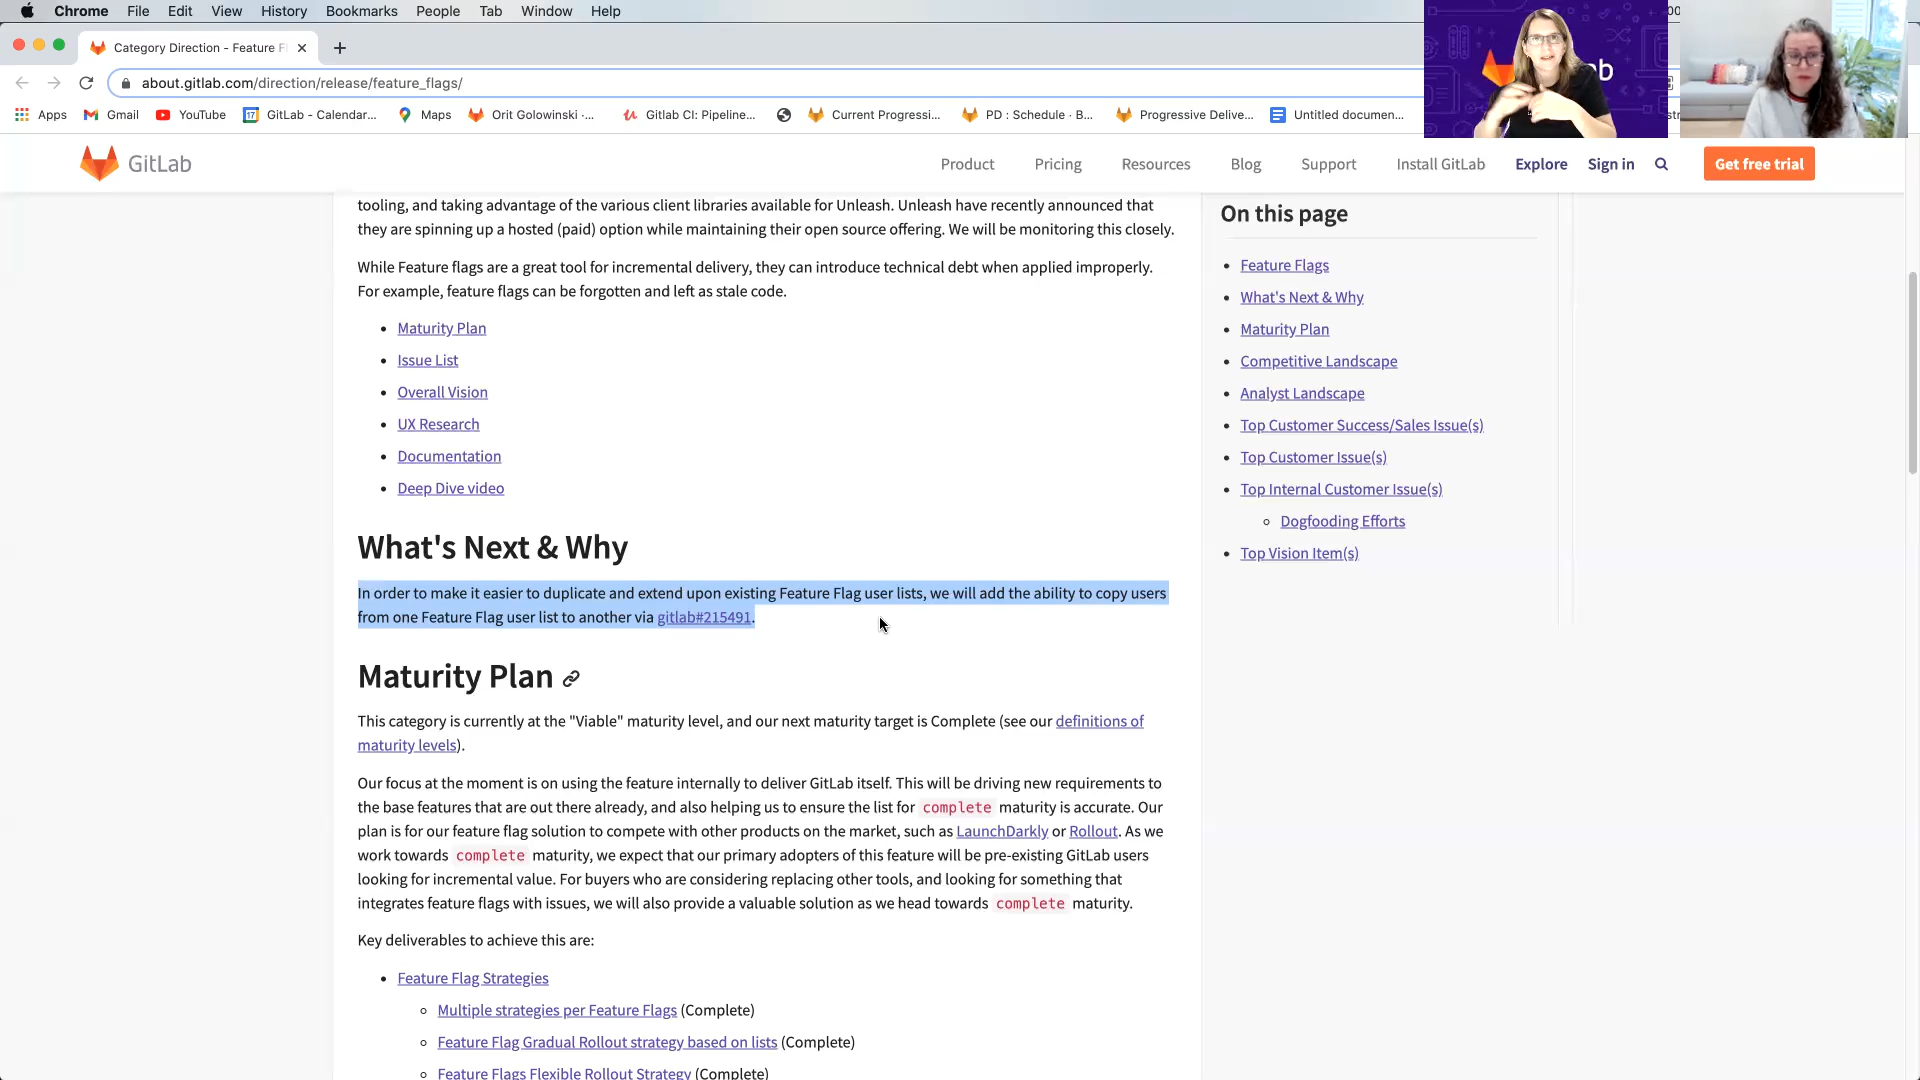 Chrome File Edit View History Bookmarks People Tab Window Help
Category Direction - Feature F
about.gitlab.com/direction/release/feature_flags/
Apps Gmail YouTube GitLab - Calendar... Maps Orit Golowinski -... Gitlab CI: Pipeline... Current Progressi... PD : Schedule · B... Progressive Delive... Untitled documen...
GitLab Product Pricing Resources Blog Support Install GitLab Explore Sign in Get free trial
tooling, and taking advantage of the various client libraries available for Unleash. Unleash have recently announced that
they are spinning up a hosted (paid) option while maintaining their open source offering. We will be monitoring this closely.
While Feature flags are a great tool for incremental delivery, they can introduce technical debt when applied improperly.
For example, feature flags can be forgotten and left as stale code.
Maturity Plan
Issue List
Overall Vision
UX Research
Documentation
Deep Dive video
What's Next & Why
In order to make it easier to duplicate and extend upon existing Feature Flag user lists, we will add the ability to copy users
from one Feature Flag user list to another via gitlab#215491.
Maturity Plan
This category is currently at the "Viable" maturity level, and our next maturity target is Complete (see our definitions of
maturity levels).
Our focus at the moment is on using the feature internally to deliver GitLab itself. This will be driving new requirements to
the base features that are out there already, and also helping us to ensure the list for complete maturity is accurate. Our
plan is for our feature flag solution to compete with other products on the market, such as LaunchDarkly or Rollout. As we
work towards complete maturity, we expect that our primary adopters of this feature will be pre-existing GitLab users
looking for incremental value. For buyers who are considering replacing other tools, and looking for something that
integrates feature flags with issues, we will also provide a valuable solution as we head towards complete maturity.
Key deliverables to achieve this are:
Feature Flag Strategies
Multiple strategies per Feature Flags (Complete)
Feature Flag Gradual Rollout strategy based on lists (Complete)
Feature Flags Flexible Rollout Strategy (Complete)
On this page
Feature Flags
What's Next & Why
Maturity Plan
Competitive Landscape
Analyst Landscape
Top Customer Success/Sales Issue(s)
Top Customer Issue(s)
Top Internal Customer Issue(s)
Dogfooding Efforts
Top Vision Item(s)